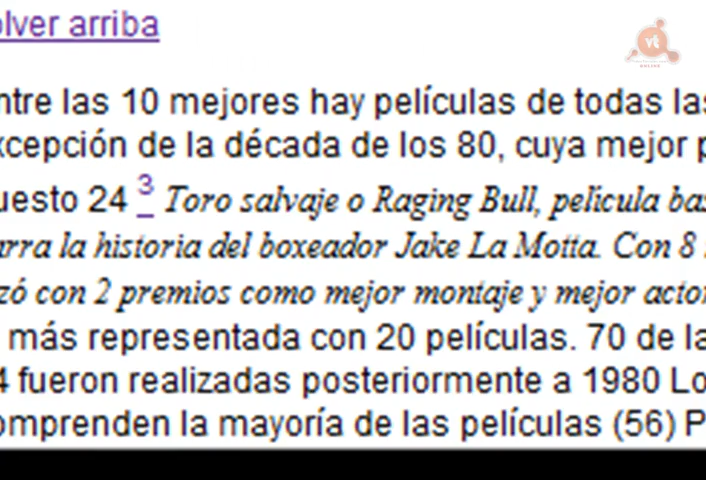 olver arriba
vt
ntre las 10 mejores hay películas de todas las
xcepción de la década de los 80, cuya mejor p
uesto 24 3 Toro salvaje o Raging Bull, película ba
rra la historia del boxeador Jake La Motta. Con 8
zó con 2 premios como mejor montaje y mejor acto
más representada con 20 películas. 70 de la
4 fueron realizadas posteriormente a 1980 Lo
omprenden la mayoría de las películas (56) P